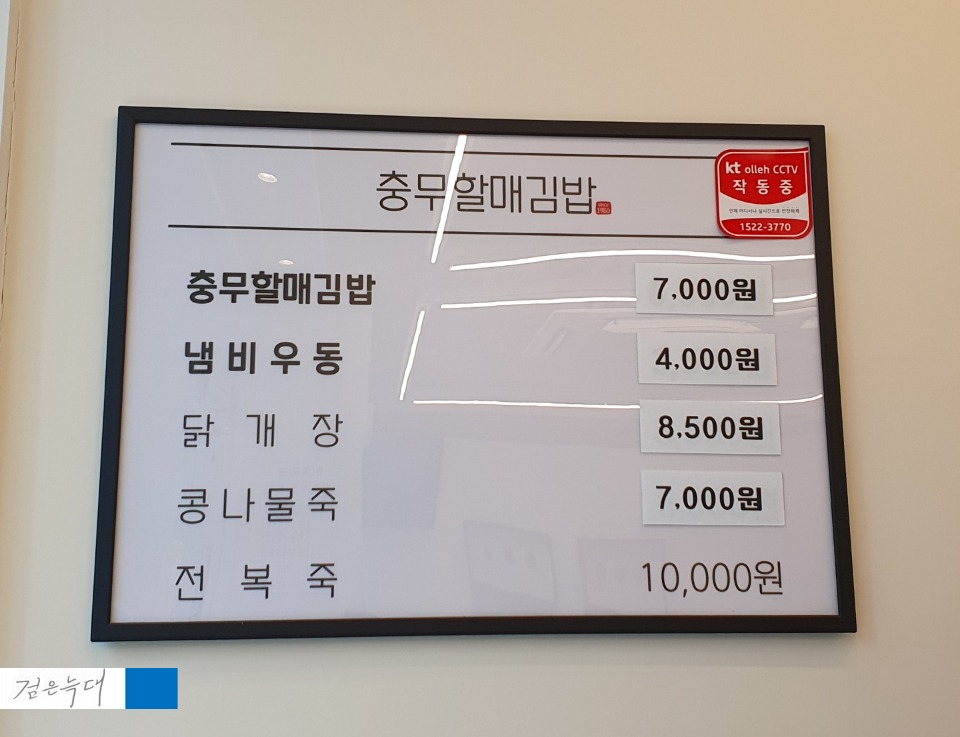 충무할매김밥
kt olleh CCTV
작동중
1522-3770
충무할매김밥 7,000원
냄비우동 4,000원
닭개장 8,500원
콩나물죽 7,000원
전복죽 10,000원
검은늑대